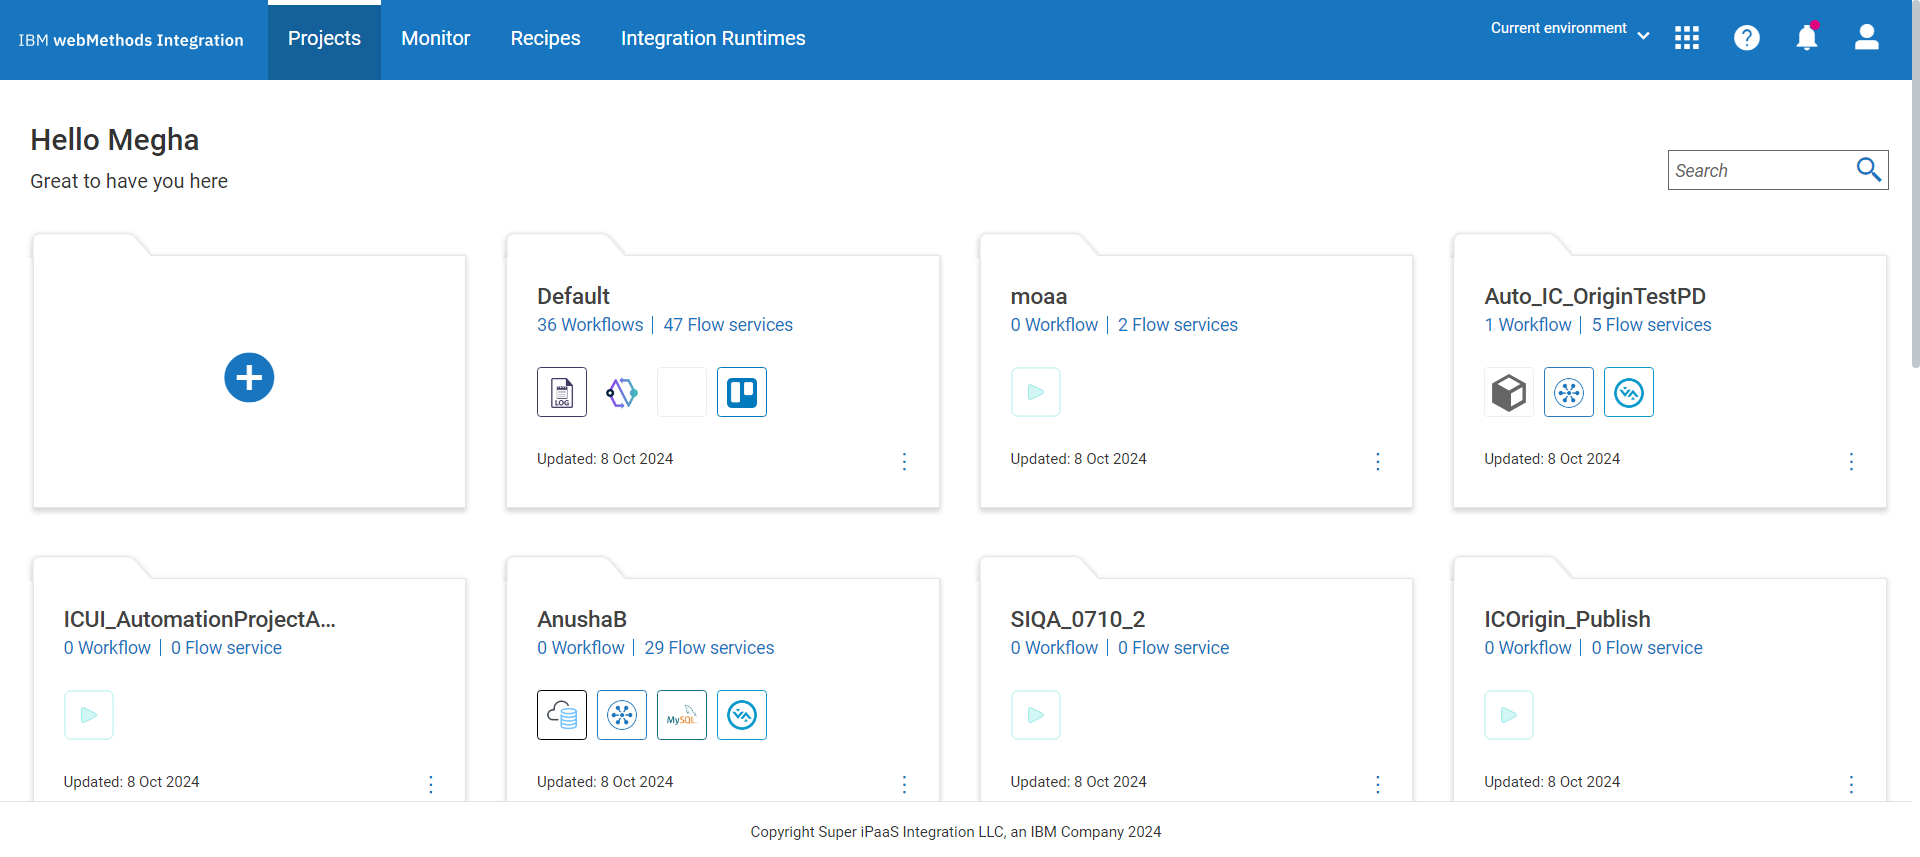 IBM webMethods Integration
Projects
Monitor
Recipes
Integration Runtimes
Current environment
Hello Megha
Great to have you here
Search
Default
36 Workflows | 47 Flow services
LOG
Updated: 8 Oct 2024
moaa
0 Workflow | 2 Flow services
Updated: 8 Oct 2024
Auto_IC_OriginTestPD
1 Workflow | 5 Flow services
Updated: 8 Oct 2024
ICUI_AutomationProjectA...
0 Workflow | 0 Flow service
Updated: 8 Oct 2024
AnushaB
0 Workflow | 29 Flow services
MySQL
Updated: 8 Oct 2024
SIQA_0710_2
0 Workflow | 0 Flow service
Updated: 8 Oct 2024
ICOrigin_Publish
0 Workflow | 0 Flow service
Updated: 8 Oct 2024
Copyright Super iPaaS Integration LLC, an IBM Company 2024